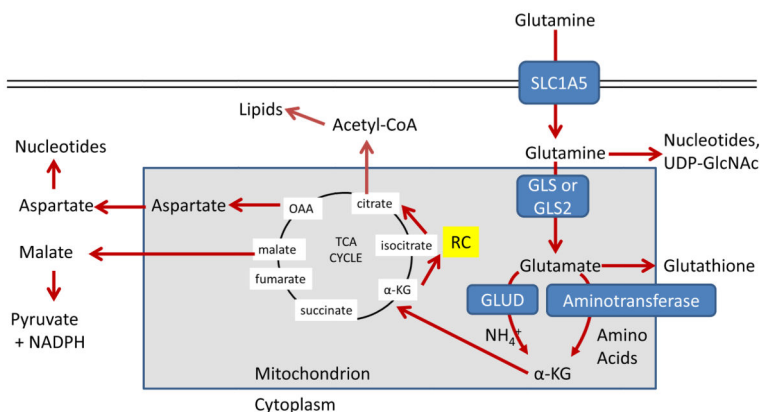 Glutamine
SLC1A5
Lipids
Acetyl-CoA
Nucleotides
Glutamine
Nucleotides,
UDP-GlcNAc
GLS or
GLS2
Aspartate
Aspartate
OAA
citrate
Malate
malate
TCA
CYCLE
isocitrate
RC
fumarate
α-KG
succinate
Glutamate
Glutathione
GLUD
Aminotransferase
Pyruvate
+ NADPH
NH₄⁺
Amino
Acids
α-KG
Mitochondrion
Cytoplasm